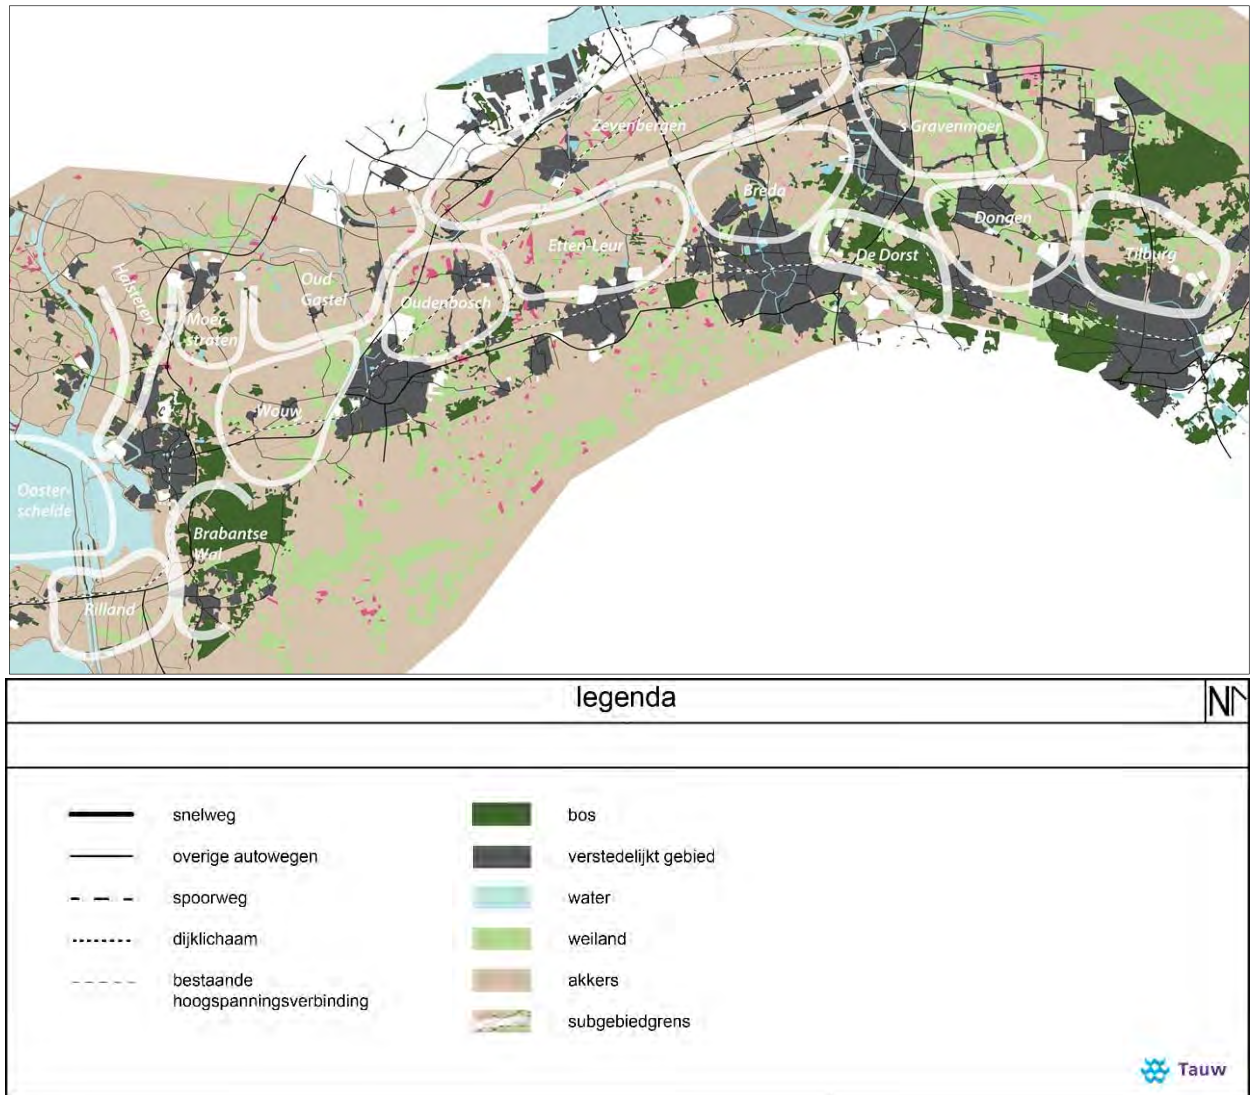 Zevenbergen
's Gravenmoer
Breda
Dongen
Etten-Leur
De Dorst
Tilburg
Halsteren
Oud
Gastel
Oudenbosch
Moer-
straten
Wouw
Ooster-
schelde
Brabantse
Wal
Rilland
legenda
N
snelweg
bos
overige autowegen
verstedelijkt gebied
spoorweg
water
dijklichaam
weiland
bestaande
hoogspanningsverbinding
akkers
subgebiedgrens
Tauw